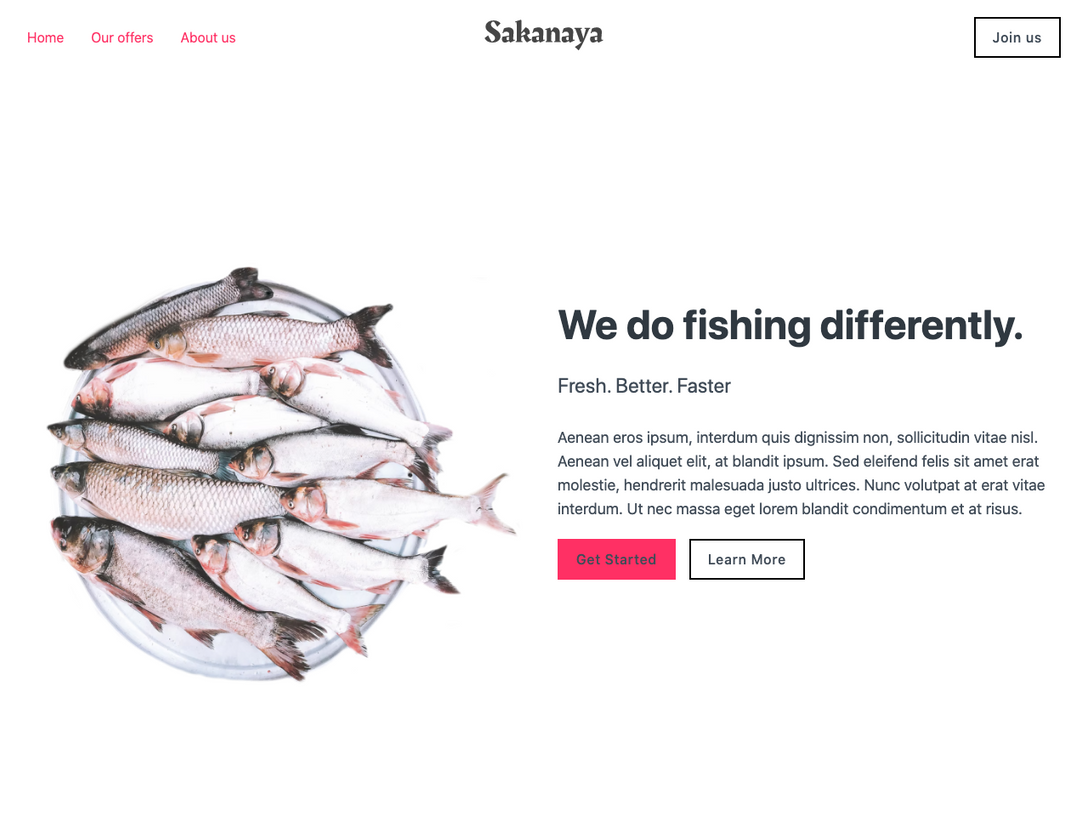 Home
Our offers
About us
Sakanaya
Join us
We do fishing differently.
Fresh. Better. Faster
Aenean eros ipsum, interdum quis dignissim non, sollicitudin vitae nisl.
Aenean vel aliquet elit, at blandit ipsum. Sed eleifend felis sit amet erat
molestie, hendrerit malesuada justo ultrices. Nunc volutpat at erat vitae
interdum. Ut nec massa eget lorem blandit condimentum et at risus.
Get Started
Learn More